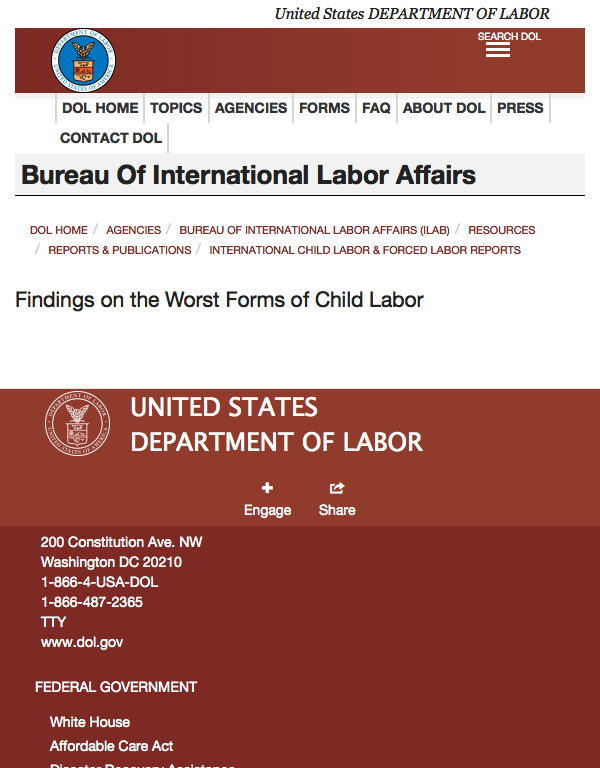 United States DEPARTMENT OF LABOR
SEARCH DOL
DOL HOME TOPICS AGENCIES FORMS FAQ ABOUT DOL PRESS
CONTACT DOL
Bureau Of International Labor Affairs
DOL HOME / AGENCIES / BUREAU OF INTERNATIONAL LABOR AFFAIRS (ILAB) / RESOURCES
/ REPORTS & PUBLICATIONS / INTERNATIONAL CHILD LABOR & FORCED LABOR REPORTS
Findings on the Worst Forms of Child Labor
UNITED STATES
DEPARTMENT OF LABOR
Engage Share
200 Constitution Ave. NW
Washington DC 20210
1-866-4-USA-DOL
1-866-487-2365
TTY
www.dol.gov
FEDERAL GOVERNMENT
White House
Affordable Care Act
Disaster Recovery Assistance